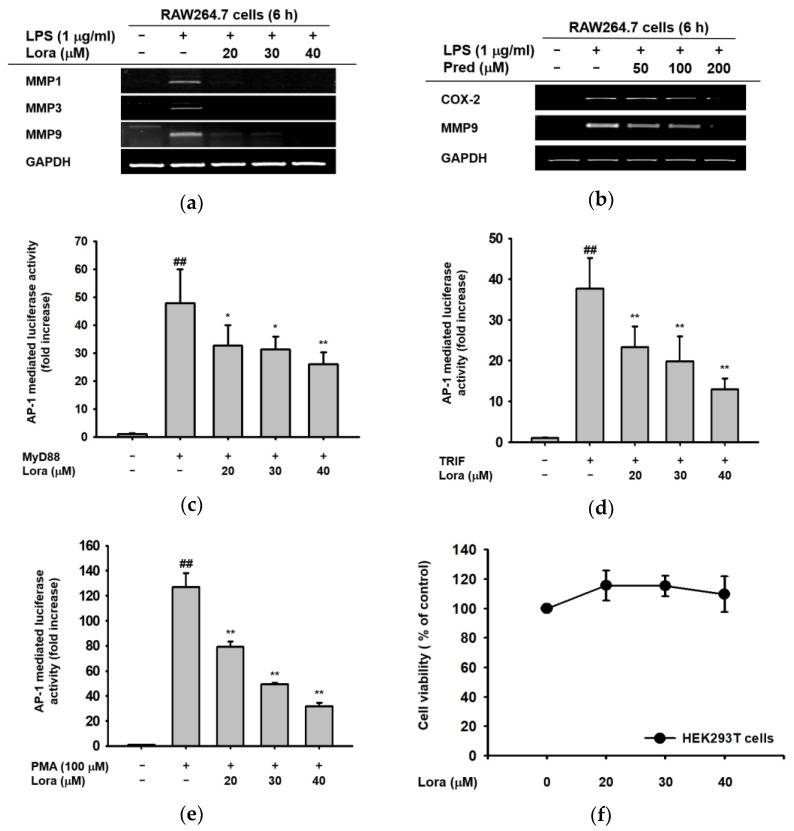 RAW264.7 cells (6 h)
LPS (1 μg/ml) – + + + +
Lora (μM) – – 20 30 40
MMP1
MMP3
MMP9
GAPDH
(a)
RAW264.7 cells (6 h)
LPS (1 μg/ml) – + + + +
Pred (μM) – – 50 100 200
COX-2
MMP9
GAPDH
(b)
AP-1 mediated luciferase activity
(fold increase)
70
60
50
40
30
20
10
0
##
*
*
**
MyD88 – + + + +
Lora (μM) – – 20 30 40
(c)
AP-1 mediated luciferase
activity (fold increase)
50
40
30
20
10
0
##
**
**
**
TRIF – + + + +
Lora (μM) – – 20 30 40
(d)
AP-1 mediated luciferase
activity (fold increase)
160
140
120
100
80
60
40
20
0
##
**
**
**
PMA (100 μM) – + + + +
Lora (μM) – – 20 30 40
(e)
Cell viability ( % of control)
140
120
100
80
60
40
20
0
HEK293T cells
Lora (μM) 0 20 30 40
(f)